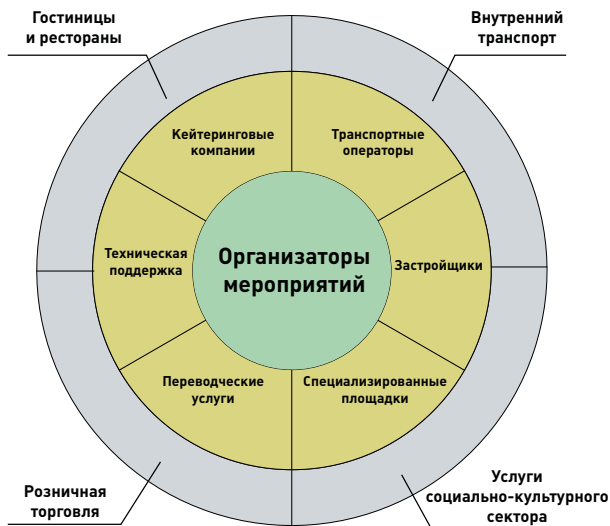 Гостиницы
и рестораны
Внутренний
транспорт
Кейтеринговые
компании
Транспортные
операторы
Техническая
поддержка
Организаторы
мероприятий
Застройщики
Переводческие
услуги
Специализированные
площадки
Розничная
торговля
Услуги
социально-культурного
сектора